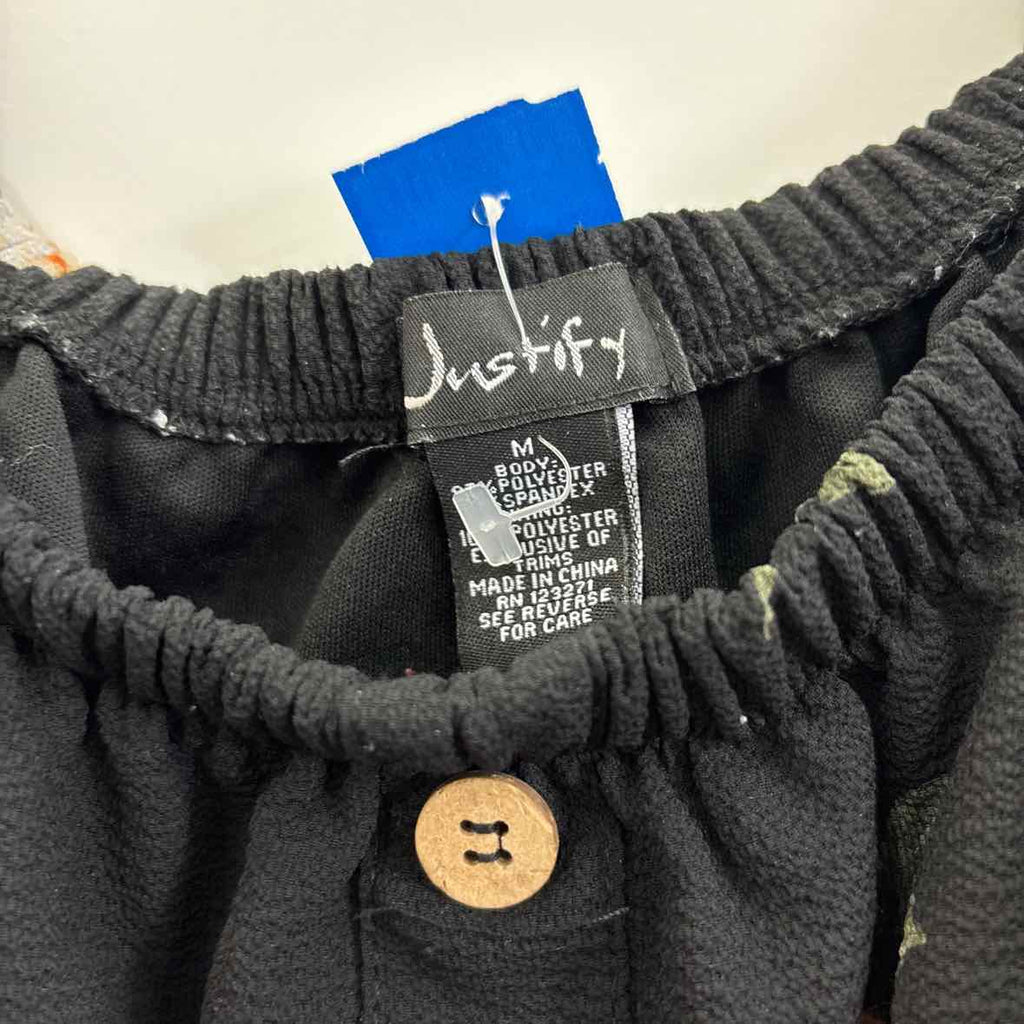 Justify
M
BODY:
POLYESTER
SPANDEX
POLYESTER
OF
TRIMS
MADE IN CHINA
RN 123271
SEE REVERSE
FOR CARE